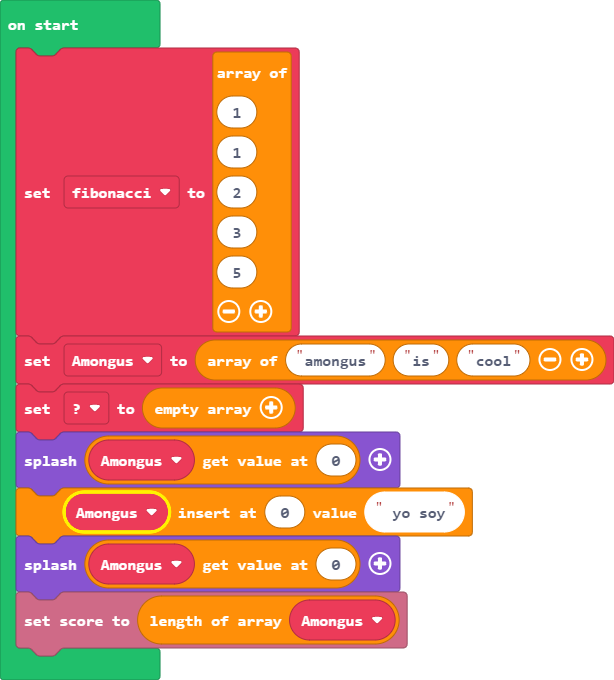 on start
array of
1
1
2
set fibonacci to
3
5
set Amongus to array of "amongus" "is" "cool"
set ? to empty array
splash Amongus get value at 0
Amongus insert at 0 value " yo soy"
splash Amongus get value at 0
set score to length of array Amongus